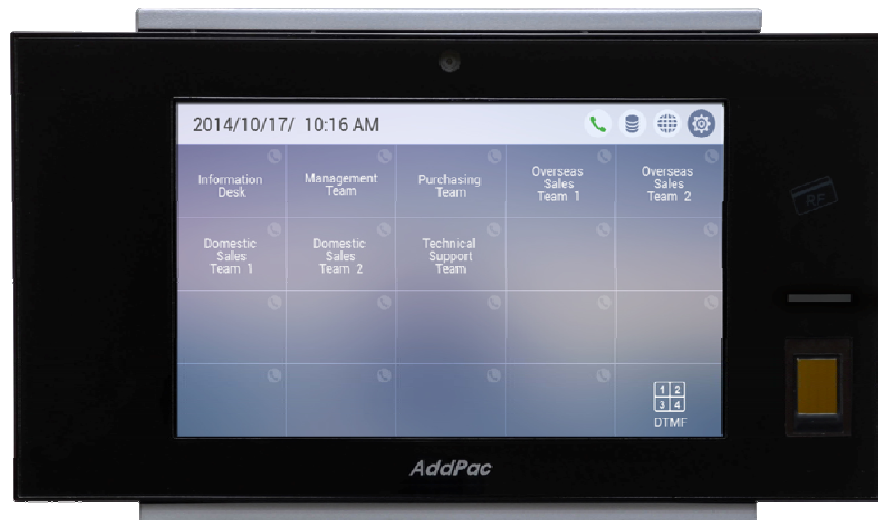 2014/10/17/ 10:16 AM
Information
Desk
Management
Team
Purchasing
Team
Overseas
Sales
Team 1
Overseas
Sales
Team 2
Domestic
Sales
Team 1
Domestic
Sales
Team 2
Technical
Support
Team
RF
1 2
3 4
DTMF
AddPac